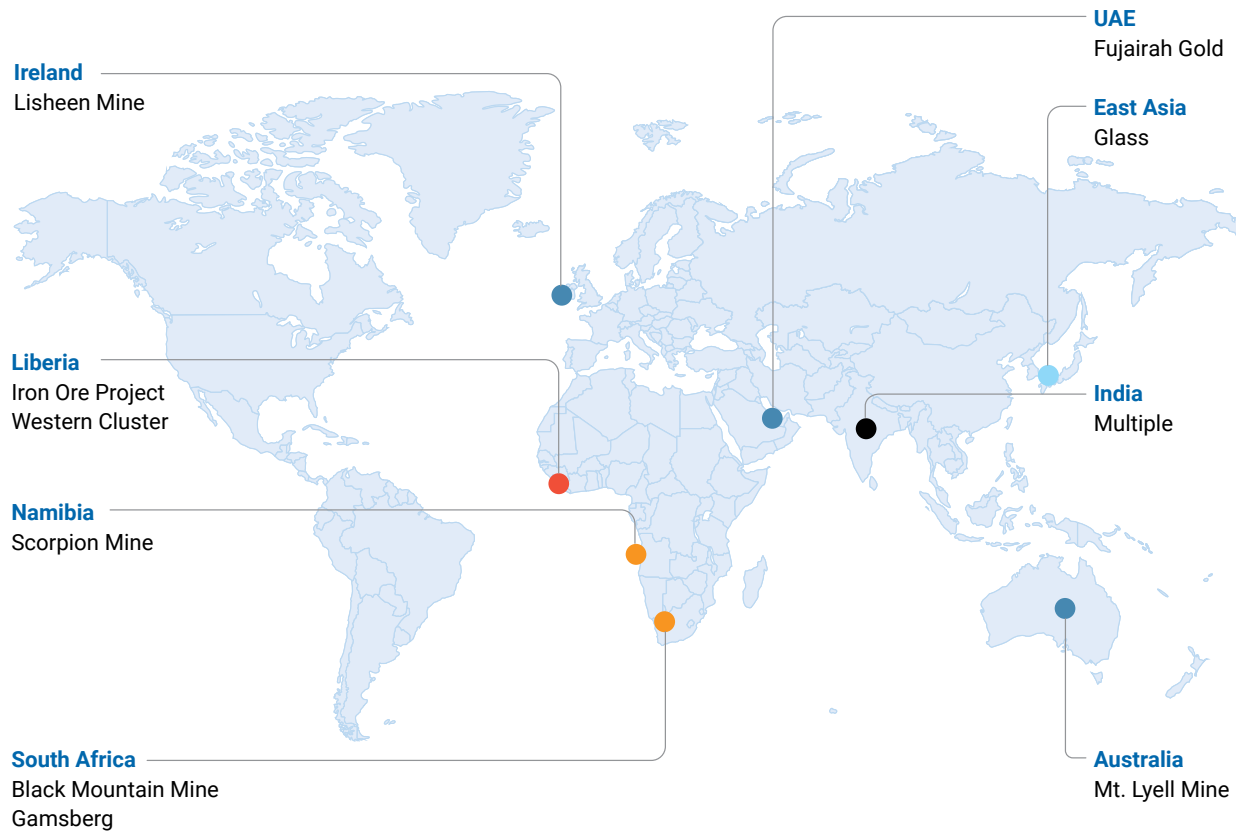 Ireland
Lisheen Mine
Liberia
Iron Ore Project
Western Cluster
Namibia
Scorpion Mine
South Africa
Black Mountain Mine
Gamsberg
UAE
Fujairah Gold
East Asia
Glass
India
Multiple
Australia
Mt. Lyell Mine